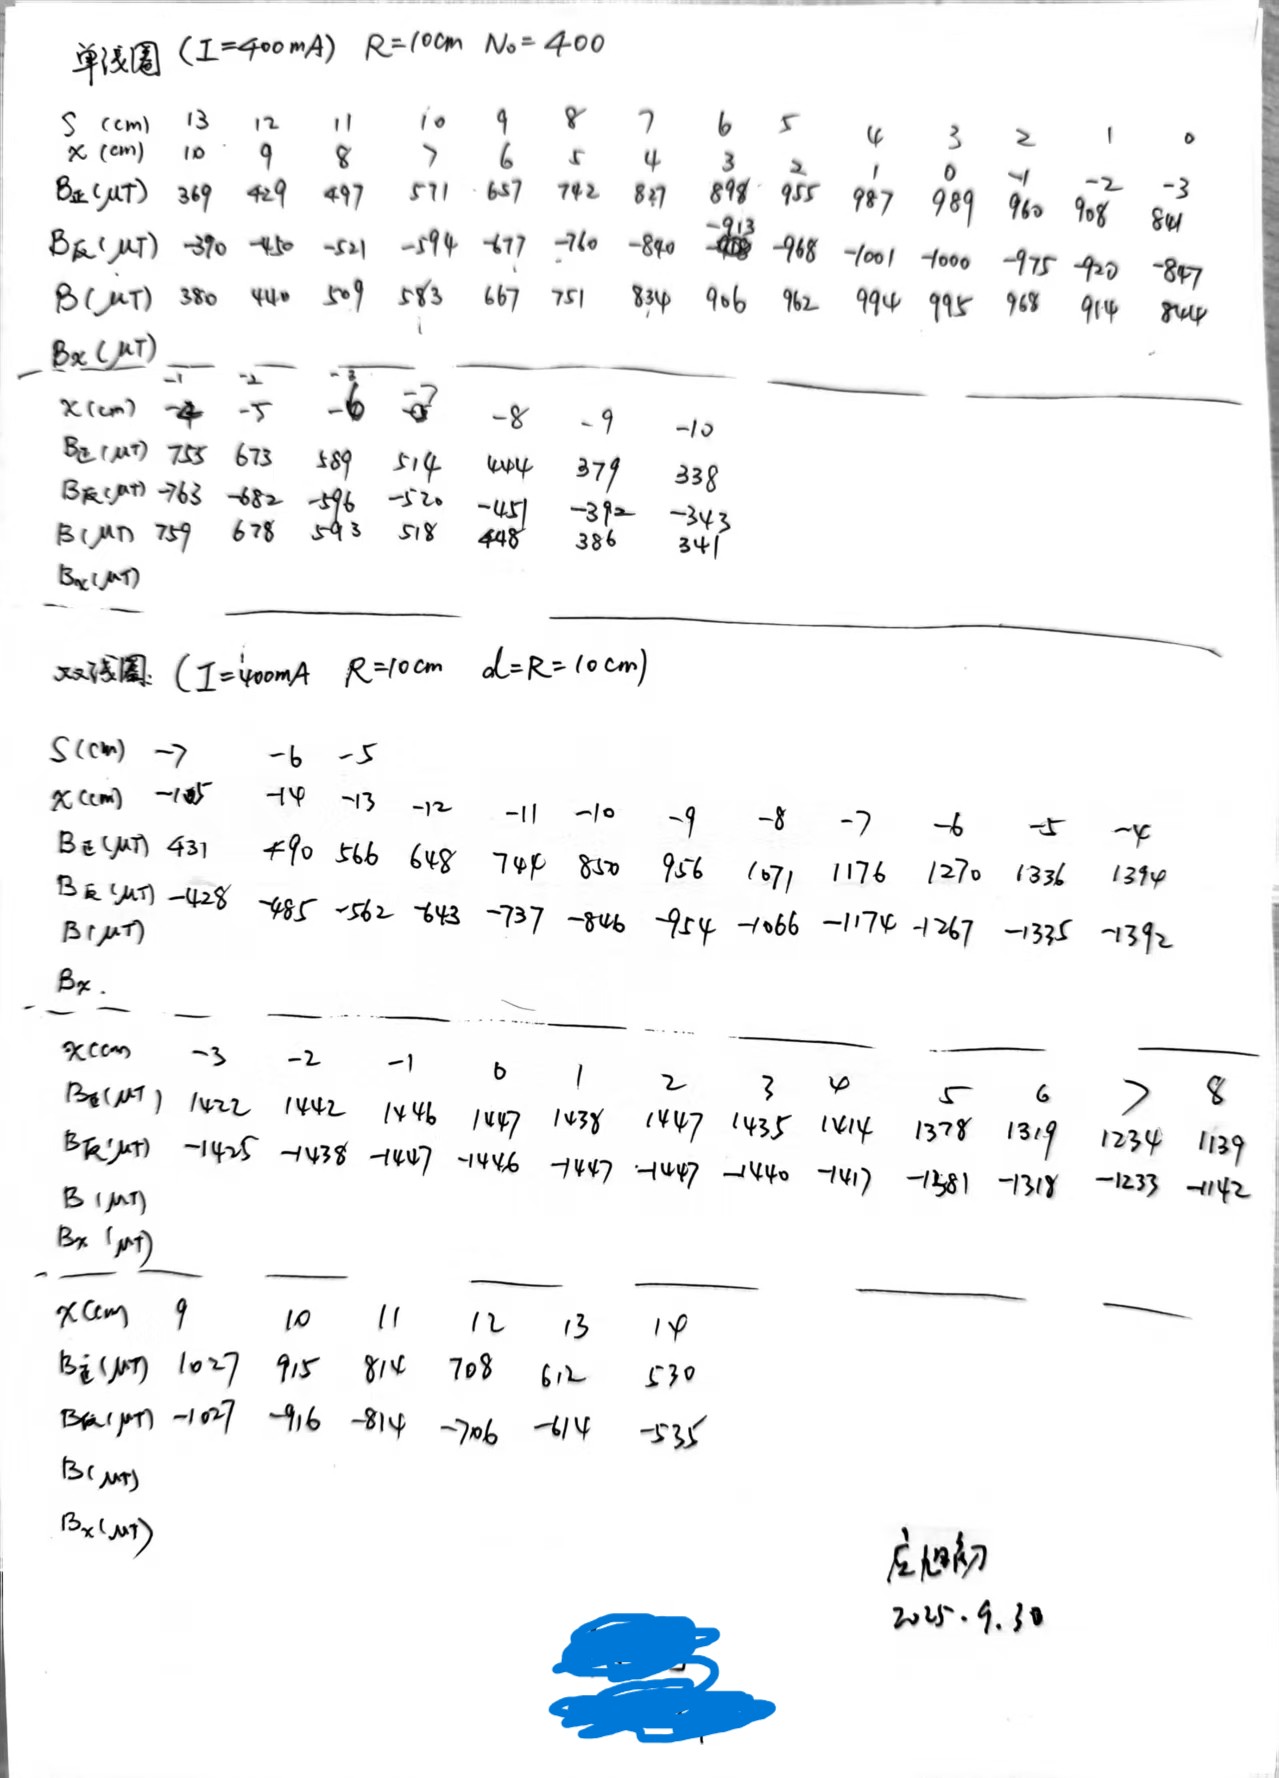 单线圈 (I=400mA) R=10cm N₀=400
S (cm) 13 12 11 10 9 8 7 6 5 4 3 2 1 0
x (cm) 10 9 8 7 6 5 4 3 2 1 0 -1 -2 -3
B正(μT) 369 429 497 571 657 742 827 898 955 987 989 960 908 841
B反(μT) -390 -450 -521 -594 -677 -760 -840 -913 -968 -1001 -1000 -975 -920 -847
B(μT) 380 440 509 583 667 751 834 906 962 994 995 968 914 844
Bx(μT)
-1 -2 -3
x(cm) -4 -5 -6 -7 -8 -9 -10
B正(μT) 755 673 589 514 444 379 338
B反(μT) -763 -682 -596 -520 -451 -392 -343
B(μT) 759 678 593 518 448 386 341
Bx(μT)
双线圈: (I=400mA R=10cm d=R=10cm)
S(cm) -7 -6 -5
x(cm) -15 -14 -13 -12 -11 -10 -9 -8 -7 -6 -5 -4
B正(μT) 431 490 566 648 744 850 956 1071 1176 1270 1336 1394
B反(μT) -428 -485 -562 -643 -737 -846 -954 -1066 -1174 -1267 -1335 -1392
B(μT)
Bx.
x(cm) -3 -2 -1 0 1 2 3 4 5 6 7 8
B正(μT) 1422 1442 1446 1447 1438 1447 1435 1414 1378 1319 1234 1139
B反(μT) -1425 -1438 -1447 -1446 -1447 -1447 -1440 -1417 -1381 -1318 -1233 -1142
B(μT)
Bx(μT)
x(cm) 9 10 11 12 13 14
B正(μT) 1027 915 814 708 612 530
B反(μT) -1027 -916 -814 -706 -614 -535
B(μT)
Bx(μT)
2025.9.30